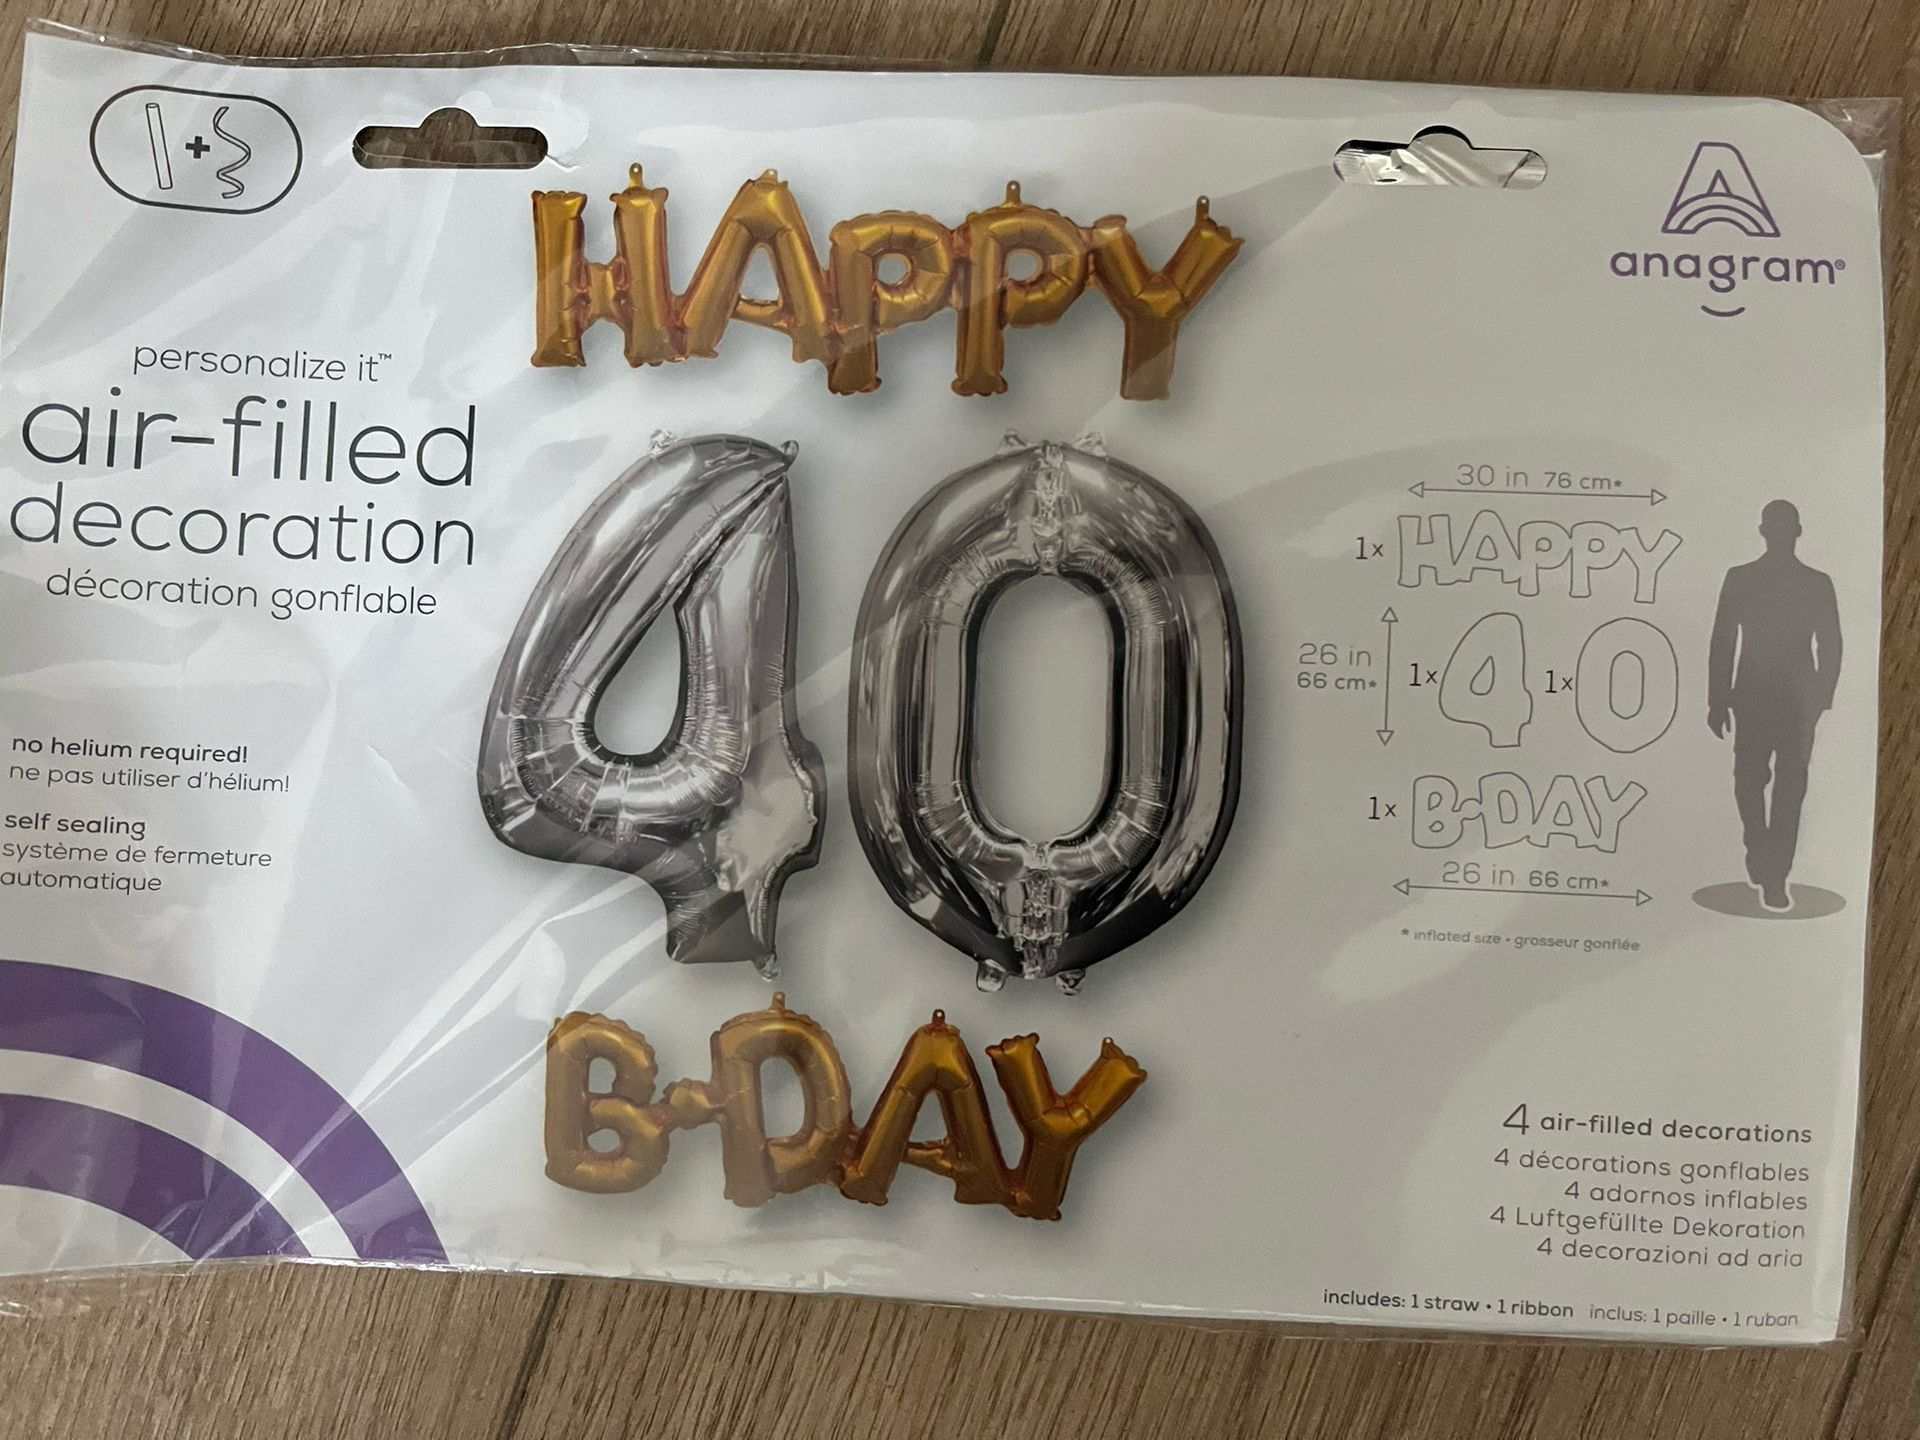 personalize it™
air-filled
decoration
décoration gonflable
no helium required!
ne pas utiliser d'hélium!
self sealing
système de fermeture
automatique
HAPPY
40
B-DAY
anagram®
30 in 76 cm*
1x HAPPY
26 in
66 cm*
1x 4 1x 0
1x B-DAY
26 in 66 cm*
* inflated size • grosseur gonflée
4 air-filled decorations
4 décorations gonflables
4 adornos inflables
4 Luftgefüllte Dekoration
4 decorazioni ad aria
includes: 1 straw • 1 ribbon inclus: 1 paille • 1 ruban